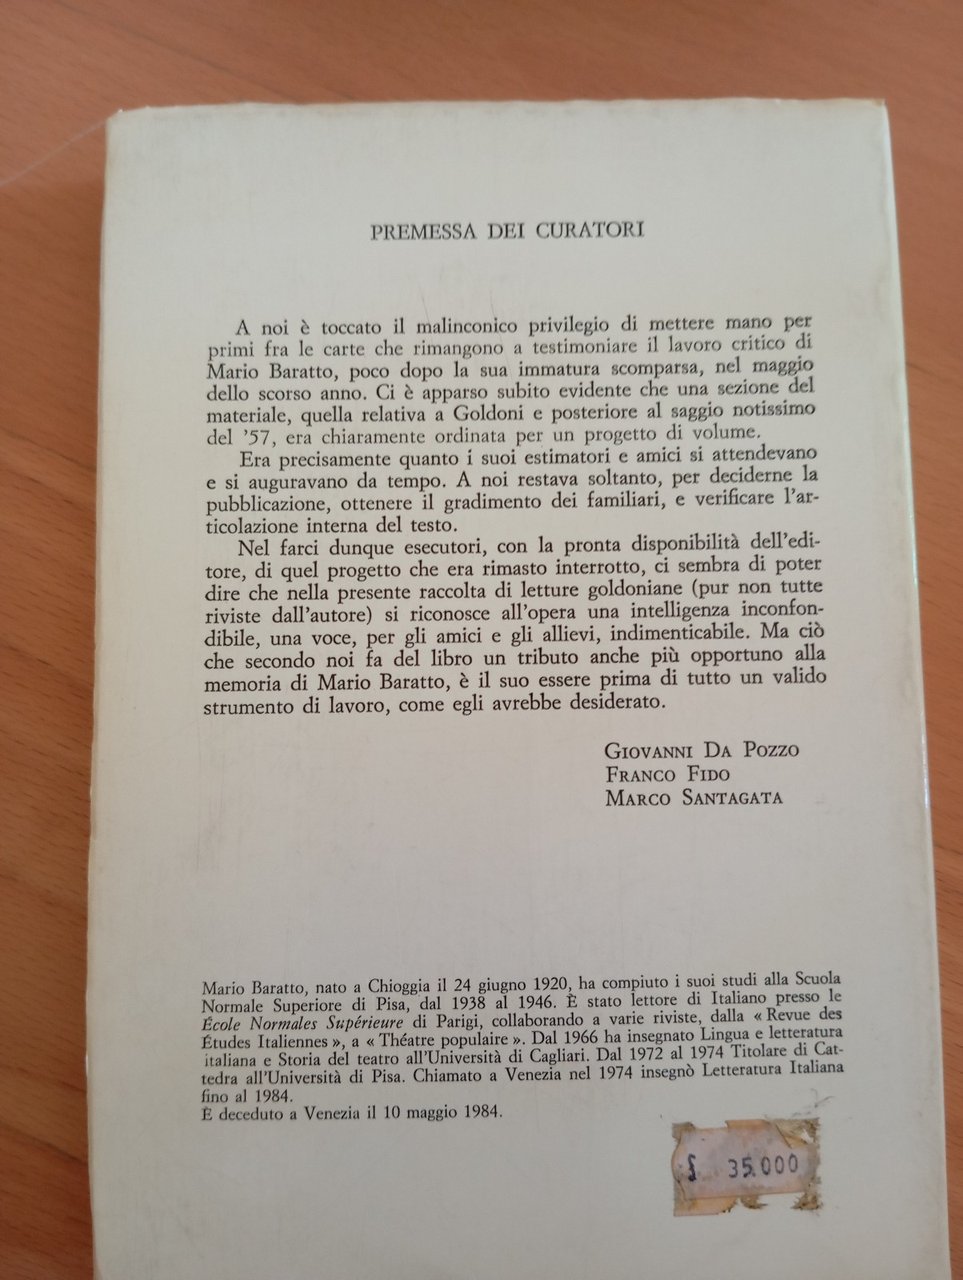 PREMESSA DEI CURATORI
A noi è toccato il malinconico privilegio di mettere mano per
primi fra le carte che rimangono a testimoniare il lavoro critico di
Mario Baratto, poco dopo la sua immatura scomparsa, nel maggio
dello scorso anno. Ci è apparso subito evidente che una sezione del
materiale, quella relativa a Goldoni e posteriore al saggio notissimo
del '57, era chiaramente ordinata per un progetto di volume.
Era precisamente quanto i suoi estimatori e amici si attendevano
e si auguravano da tempo. A noi restava soltanto, per deciderne la
pubblicazione, ottenere il gradimento dei familiari, e verificare l'ar-
ticolazione interna del testo.
Nel farci dunque esecutori, con la pronta disponibilità dell'edi-
tore, di quel progetto che era rimasto interrotto, ci sembra di poter
dire che nella presente raccolta di letture goldoniane (pur non tutte
riviste dall'autore) si riconosce all'opera una intelligenza inconfon-
dibile, una voce, per gli amici e gli allievi, indimenticabile. Ma ciò
che secondo noi fa del libro un tributo anche più opportuno alla
memoria di Mario Baratto, è il suo essere prima di tutto un valido
strumento di lavoro, come egli avrebbe desiderato.
GIOVANNI DA POZZO
FRANCO FIDO
MARCO SANTAGATA
Mario Baratto, nato a Chioggia il 24 giugno 1920, ha compiuto i suoi studi alla Scuola
Normale Superiore di Pisa, dal 1938 al 1946. È stato lettore di Italiano presso le
École Normales Supérieure di Parigi, collaborando a varie riviste, dalla « Revue des
Études Italiennes », a « Théatre populaire ». Dal 1966 ha insegnato Lingua e letteratura
italiana e Storia del teatro all'Università di Cagliari. Dal 1972 al 1974 Titolare di Cat-
tedra all'Università di Pisa. Chiamato a Venezia nel 1974 insegnò Letteratura Italiana
fino al 1984.
È deceduto a Venezia il 10 maggio 1984.
£ 35.000